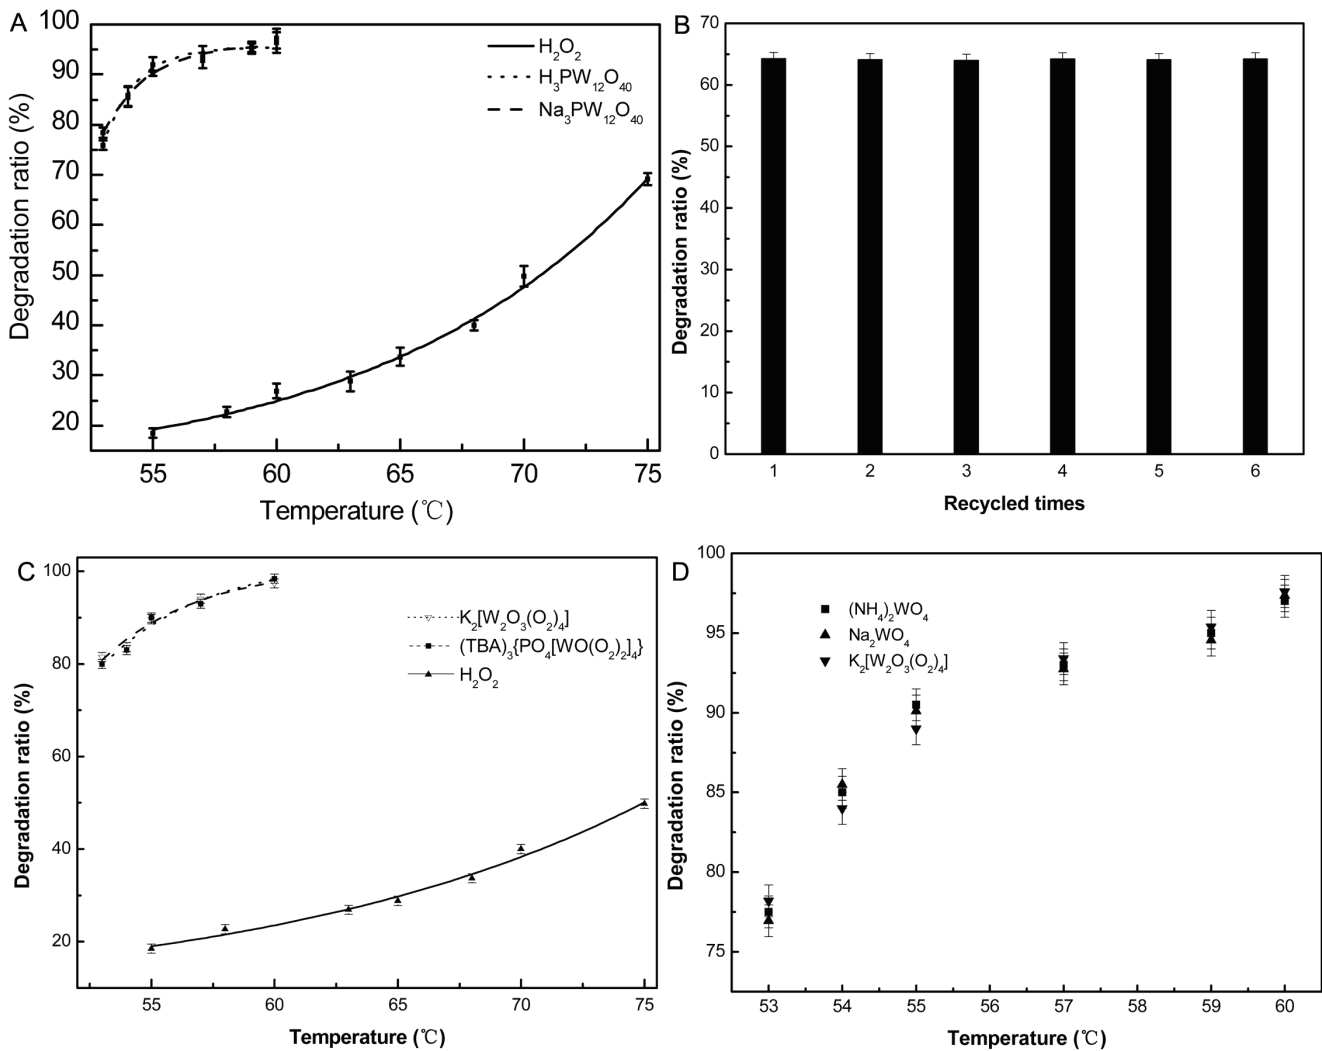 A
100
90
80
70
60
50
40
30
20
Degradation ratio (%)
H₂O₂
H₃PW₁₂O₄₀
Na₃PW₁₂O₄₀
55 60 65 70 75
Temperature (℃)
B
70
60
50
40
30
20
10
0
Degradation ratio (%)
1 2 3 4 5 6
Recycled times
C
100
80
60
40
20
Degradation ratio (%)
K₂[W₂O₃(O₂)₄]
(TBA)₃{PO₄[WO(O₂)₂]₄}
H₂O₂
55 60 65 70 75
Temperature (℃)
D
100
95
90
85
80
75
Degradation ratio (%)
(NH₄)₂WO₄
Na₂WO₄
K₂[W₂O₃(O₂)₄]
53 54 55 56 57 58 59 60
Temperature (℃)